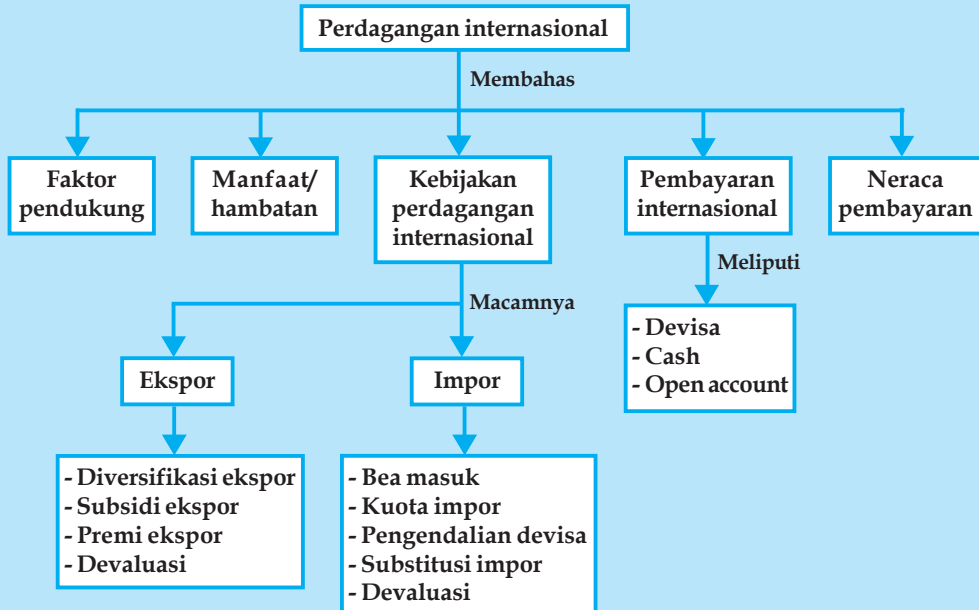 Perdagangan internasional
Membahas
Faktor
pendukung
Manfaat/
hambatan
Kebijakan
perdagangan
internasional
Pembayaran
internasional
Neraca
pembayaran
Meliputi
- Devisa
- Cash
- Open account
Macamnya
Ekspor
Impor
- Diversifikasi ekspor
- Subsidi ekspor
- Premi ekspor
- Devaluasi
- Bea masuk
- Kuota impor
- Pengendalian devisa
- Substitusi impor
- Devaluasi